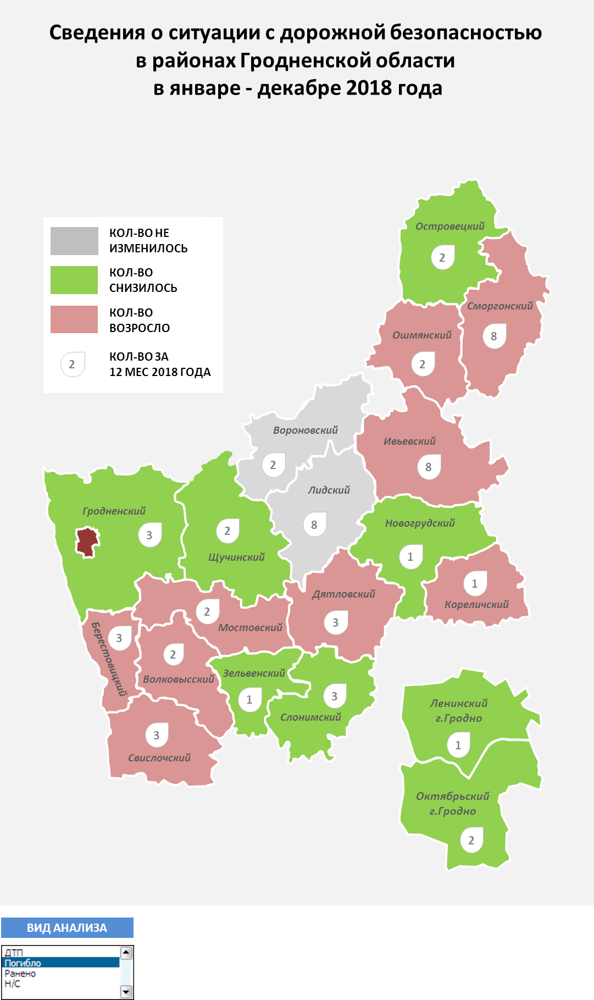 Сведения о ситуации с дорожной безопасностью
в районах Гродненской области
в январе - декабре 2018 года
КОЛ-ВО НЕ
ИЗМЕНИЛОСЬ
КОЛ-ВО
СНИЗИЛОСЬ
КОЛ-ВО
ВОЗРОСЛО
2
КОЛ-ВО ЗА
12 МЕС 2018 ГОДА
Островецкий
2
Сморгонский
8
Ошмянский
2
Вороновский
2
Ивьевский
8
Лидский
8
Гродненский
3
2
Щучинский
Новогрудский
1
1
Кореличский
Дятловский
3
2
Мостовский
Берестовицкий
3
2
Волковысский
Зельвенский
1
3
Слонимский
3
Свислочский
Ленинский
г.Гродно
1
Октябрьский
г.Гродно
2
ВИД АНАЛИЗА
ДТП
Погибло
Ранено
Н/С